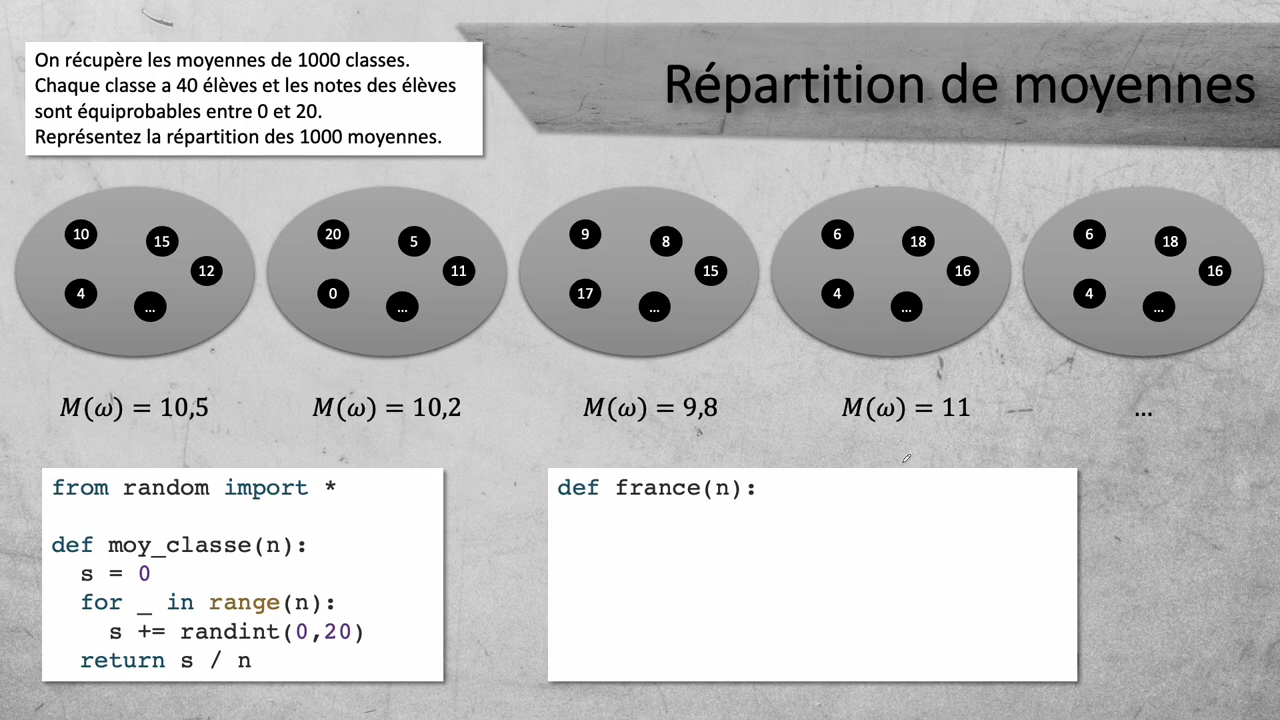 On récupère les moyennes de 1000 classes.
Chaque classe a 40 élèves et les notes des élèves
sont équiprobables entre 0 et 20.
Représentez la répartition des 1000 moyennes.
Répartition de moyennes
10
15
12
4
...
20
5
11
0
...
9
8
15
17
...
6
18
16
4
...
6
18
16
4
...
M(ω) = 10,5
M(ω) = 10,2
M(ω) = 9,8
M(ω) = 11
...
from random import *
def moy_classe(n):
  s = 0
  for _ in range(n):
    s += randint(0,20)
  return s / n
def france(n):